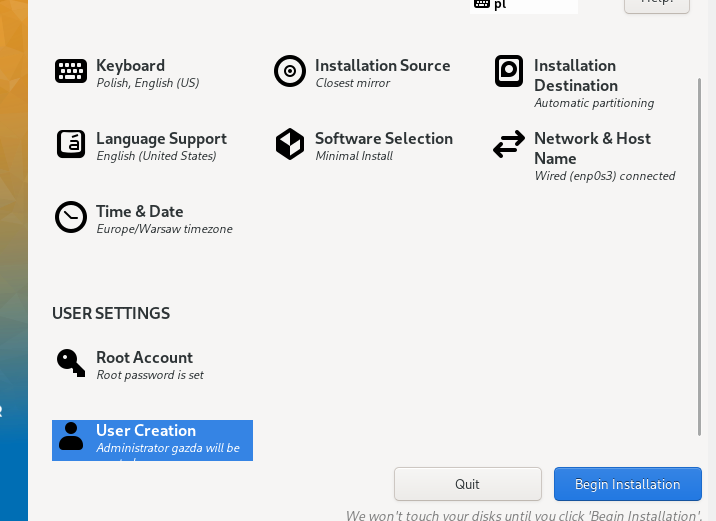 pl
Help!
Keyboard
Polish, English (US)
Installation Source
Closest mirror
Installation
Destination
Automatic partitioning
Language Support
English (United States)
Software Selection
Minimal Install
Network & Host
Name
Wired (enp0s3) connected
Time & Date
Europe/Warsaw timezone
USER SETTINGS
Root Account
Root password is set
User Creation
Administrator gazda will be
Quit
Begin Installation
We won't touch your disks until you click 'Begin Installation'.